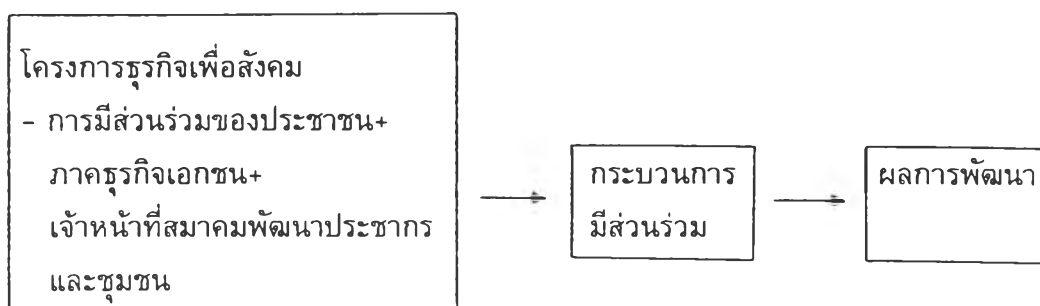 โครงการธุรกิจเพื่อสังคม
- การมีส่วนร่วมของประชาชน+
ภาคธุรกิจเอกชน+
เจ้าหน้าที่สมาคมพัฒนาประชากร
และชุมชน
กระบวนการ
มีส่วนร่วม
ผลการพัฒนา